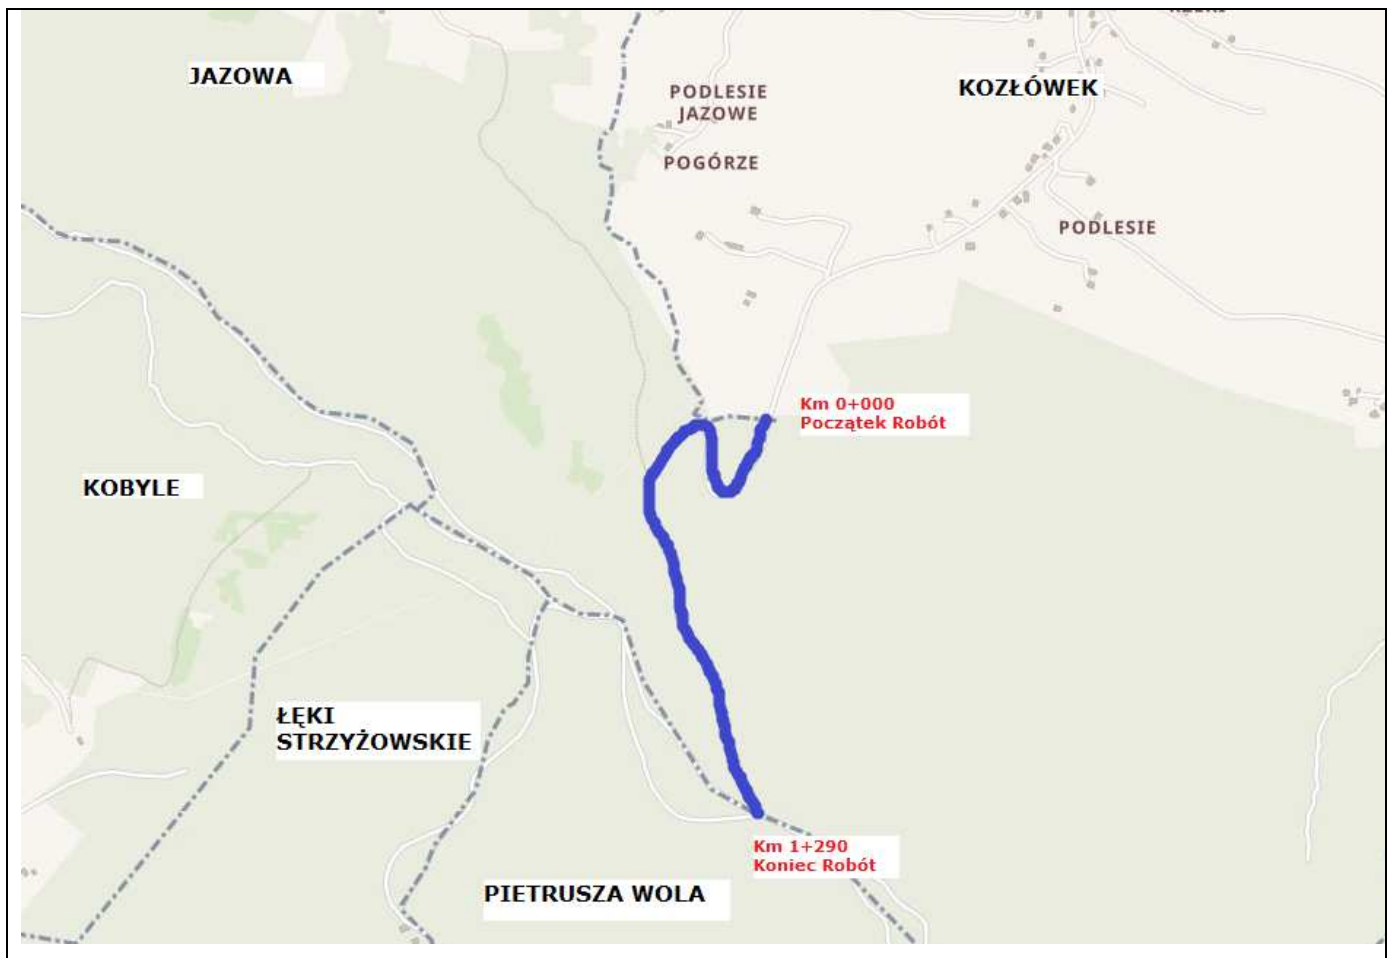 JAZOWA
PODLESIE
JAZOWE
POGÓRZE
KOZŁÓWEK
PODLESIE
Km 0+000
Początek Robót
KOBYLE
ŁĘKI
STRZYŻOWSKIE
Km 1+290
Koniec Robót
PIETRUSZA WOLA